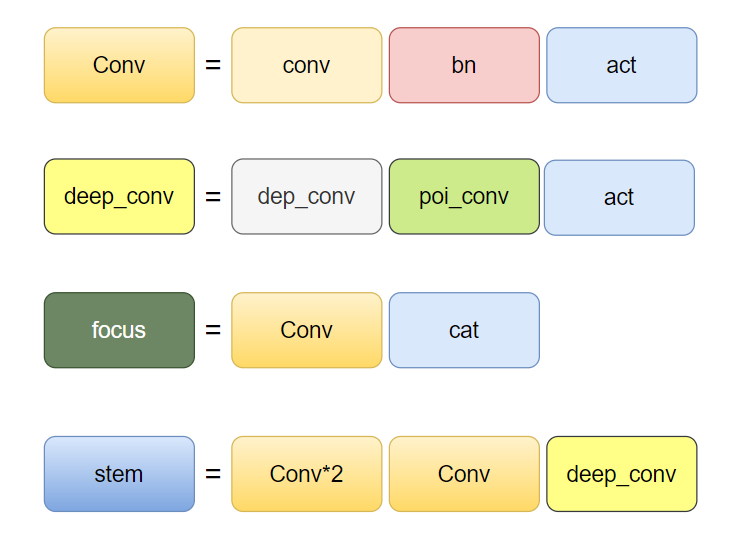 Conv = conv bn act
deep_conv = dep_conv poi_conv act
focus = Conv cat
stem = Conv*2 Conv deep_conv